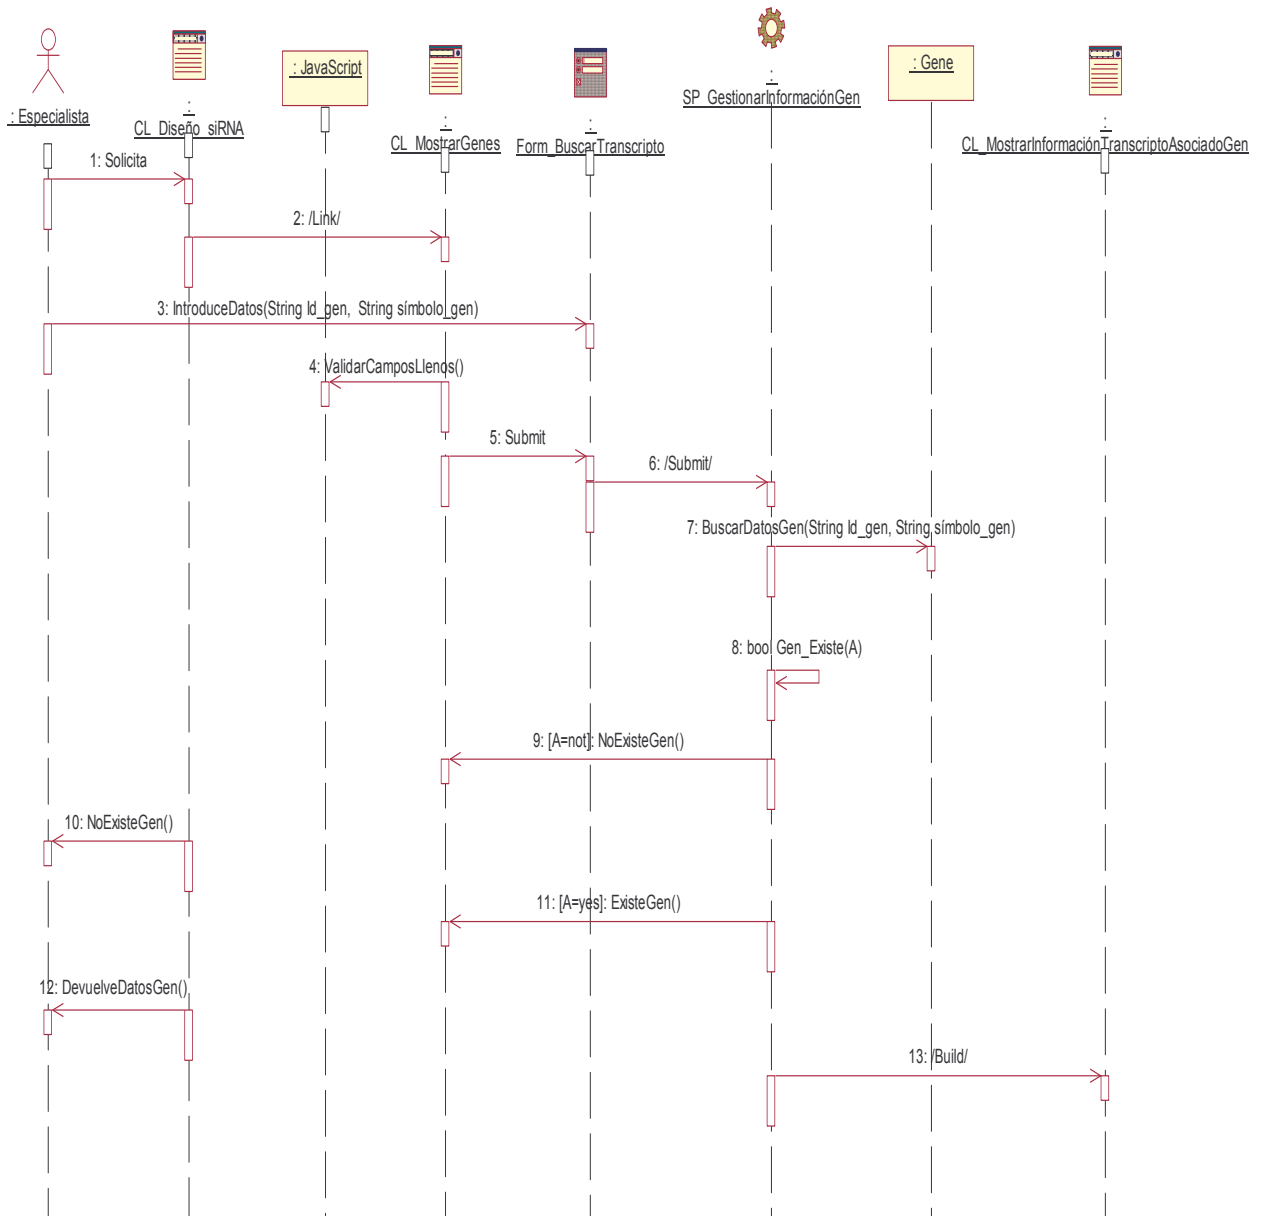 : Especialista
:
CL_Diseño_siRNA
: JavaScript
:
CL_MostrarGenes
:
Form_BuscarTranscripto
:
SP_GestionarInformaciónGen
: Gene
:
CL_MostrarInformaciónTranscriptoAsociadoGen
1: Solicita
2: /Link/
3: IntroduceDatos(String Id_gen, String símbolo_gen)
4: ValidarCamposLlenos()
5: Submit
6: /Submit/
7: BuscarDatosGen(String Id_gen, String símbolo_gen)
8: bool Gen_Existe(A)
9: [A=not]: NoExisteGen()
10: NoExisteGen()
11: [A=yes]: ExisteGen()
12: DevuelveDatosGen()
13: /Build/